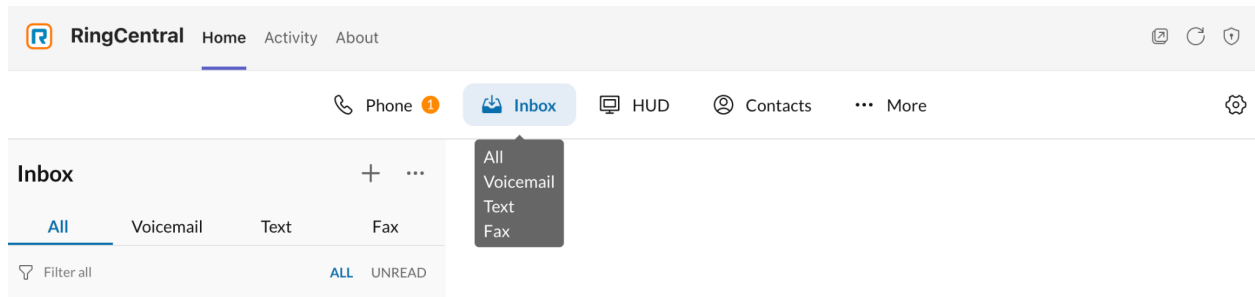 RingCentral Home Activity About
Phone 1 Inbox HUD Contacts More
Inbox
All Voicemail Text Fax
Filter all ALL UNREAD
All
Voicemail
Text
Fax